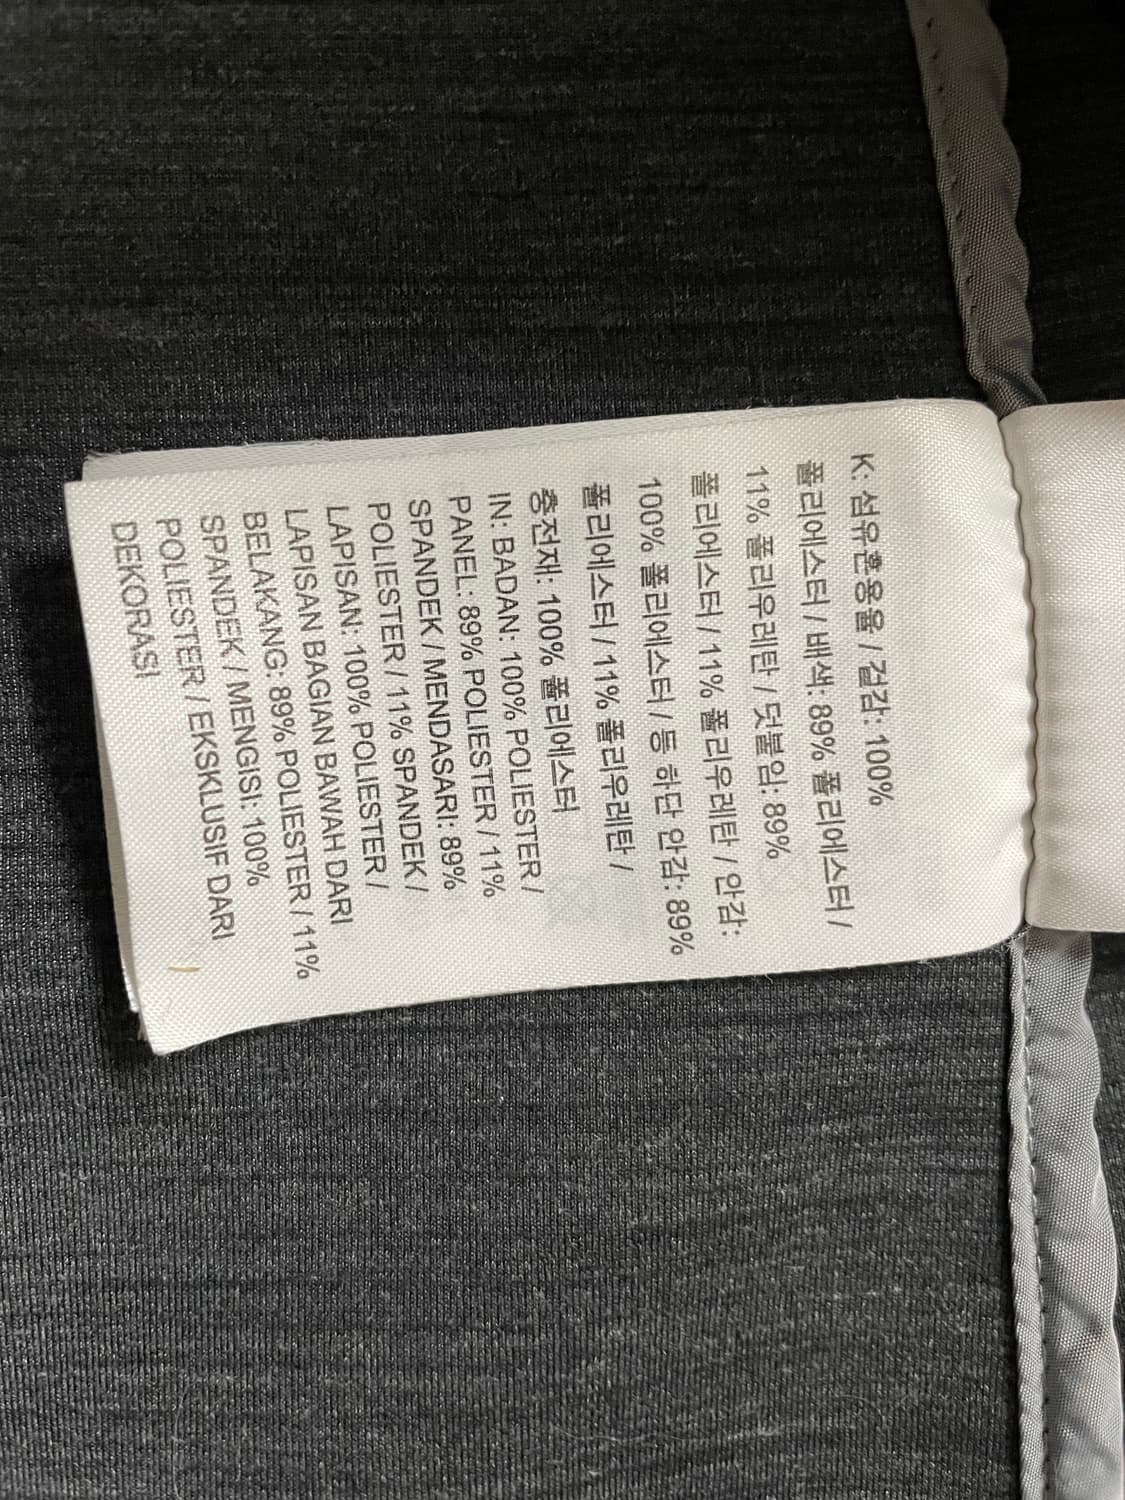 K: 섬유혼용율 / 겉감: 100%
폴리에스터 / 배색: 89% 폴리에스터 /
11% 폴리우레탄 / 덧붙임: 89%
폴리에스터 / 11% 폴리우레탄 / 안감:
100% 폴리에스터 / 등 하단 안감: 89%
폴리에스터 / 11% 폴리우레탄 /
충전재: 100% 폴리에스터
IN: BADAN: 100% POLIESTER /
PANEL: 89% POLIESTER / 11%
SPANDEK / MENDASARI: 89%
POLIESTER / 11% SPANDEK /
LAPISAN: 100% POLIESTER /
LAPISAN BAGIAN BAWAH DARI
BELAKANG: 89% POLIESTER / 11%
SPANDEK / MENGISI: 100%
POLIESTER / EKSKLUSIF DARI
DEKORASI